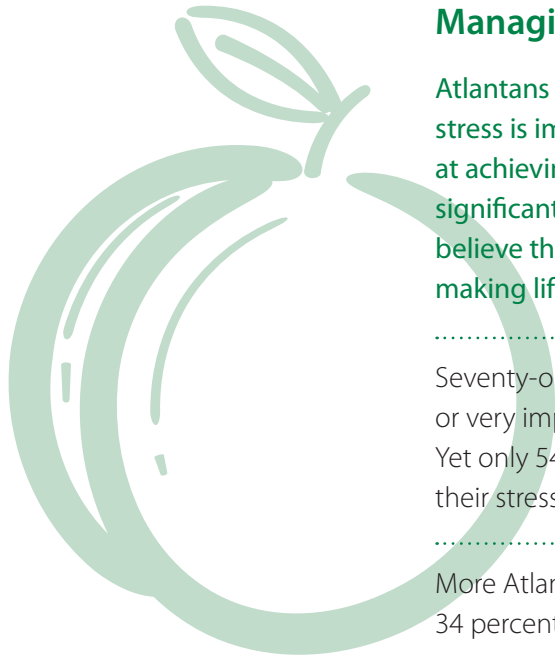 Managi
Atlantans
stress is im
at achievin
significant
believe th
making lif
Seventy-o
or very imp
Yet only 54
their stress
More Atlan
34 percent